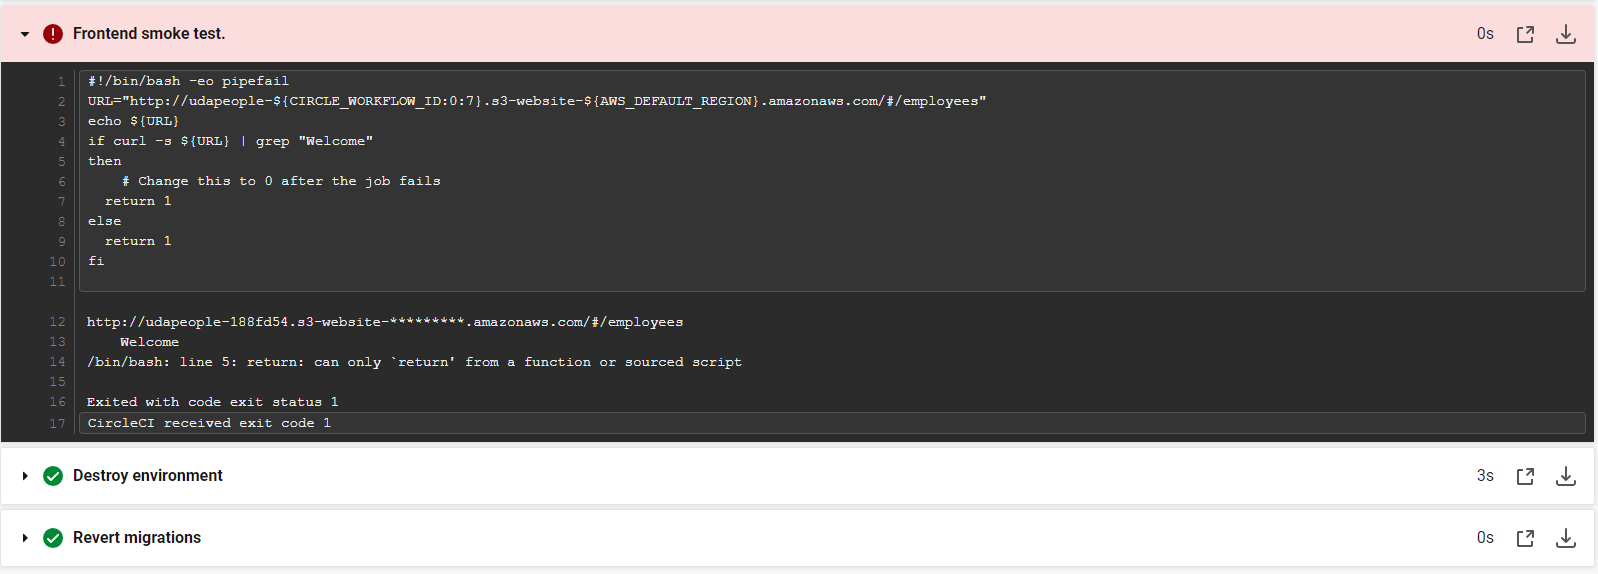 Frontend smoke test. 0s
1 #!/bin/bash -eo pipefail
2 URL="http://udapeople-${CIRCLE_WORKFLOW_ID:0:7}.s3-website-${AWS_DEFAULT_REGION}.amazonaws.com/#/employees"
3 echo ${URL}
4 if curl -s ${URL} | grep "Welcome"
5 then
6     # Change this to 0 after the job fails
7   return 1
8 else
9   return 1
10 fi
11
12 http://udapeople-188fd54.s3-website-*********.amazonaws.com/#/employees
13     Welcome
14 /bin/bash: line 5: return: can only `return' from a function or sourced script
15
16 Exited with code exit status 1
17 CircleCI received exit code 1
Destroy environment 3s
Revert migrations 0s